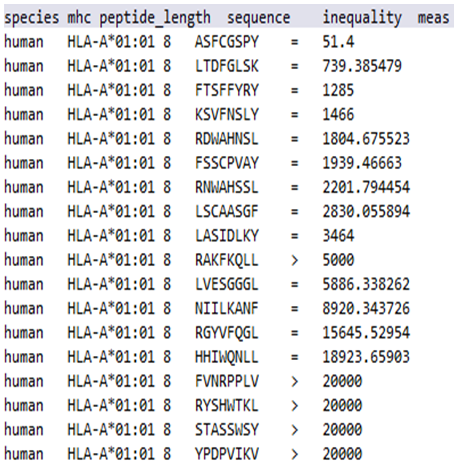 species mhc peptide_length sequence inequality meas
human HLA-A*01:01 8 ASFCGSPY = 51.4
human HLA-A*01:01 8 LTDFGLSK = 739.385479
human HLA-A*01:01 8 FTSFFYRY = 1285
human HLA-A*01:01 8 KSVFNSLY = 1466
human HLA-A*01:01 8 RDWAHNSL = 1804.675523
human HLA-A*01:01 8 FSSCPVAY = 1939.46663
human HLA-A*01:01 8 RNWAHSSL = 2201.794454
human HLA-A*01:01 8 LSCAASGF = 2830.055894
human HLA-A*01:01 8 LASIDLKY = 3464
human HLA-A*01:01 8 RAKFKQLL > 5000
human HLA-A*01:01 8 LVESGGGL = 5886.338262
human HLA-A*01:01 8 NIILKANF = 8920.343726
human HLA-A*01:01 8 RGYVFQGL = 15645.52954
human HLA-A*01:01 8 HHIWQNLL = 18923.65903
human HLA-A*01:01 8 FVNRPPLV > 20000
human HLA-A*01:01 8 RYSHWTKL > 20000
human HLA-A*01:01 8 STASSWSY > 20000
human HLA-A*01:01 8 YPDPVIKV > 20000